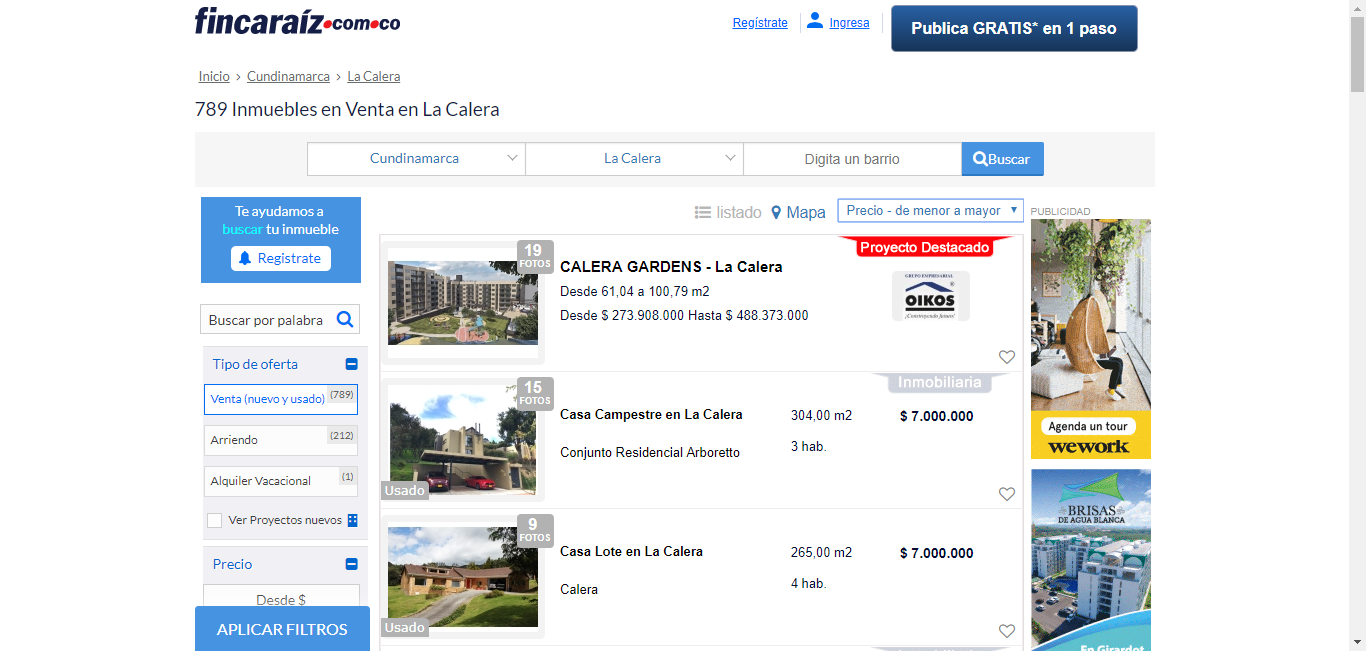 fincaraíz.com.co
Regístrate
Ingresa
Publica GRATIS* en 1 paso
Inicio › Cundinamarca › La Calera
789 Inmuebles en Venta en La Calera
Cundinamarca
La Calera
Digita un barrio
Buscar
Te ayudamos a
buscar tu inmueble
Registrate
Buscar por palabra
Tipo de oferta
Venta (nuevo y usado) (789)
Arriendo (212)
Alquiler Vacacional (1)
Ver Proyectos nuevos
Precio
Desde $
APLICAR FILTROS
listado
Mapa
Precio - de menor a mayor
19
FOTOS
CALERA GARDENS - La Calera
Desde 61,04 a 100,79 m2
Desde $ 273.908.000 Hasta $ 488.373.000
Proyecto Destacado
GRUPO EMPRESARIAL
OIKOS
¡Construyendo futuro!
15
FOTOS
Usado
Casa Campestre en La Calera
Conjunto Residencial Arboretto
304,00 m2
3 hab.
Inmobiliaria
$ 7.000.000
9
FOTOS
Usado
Casa Lote en La Calera
Calera
265,00 m2
4 hab.
$ 7.000.000
PUBLICIDAD
Agenda un tour
wework
BRISAS
DE AGUA BLANCA
En Girardot